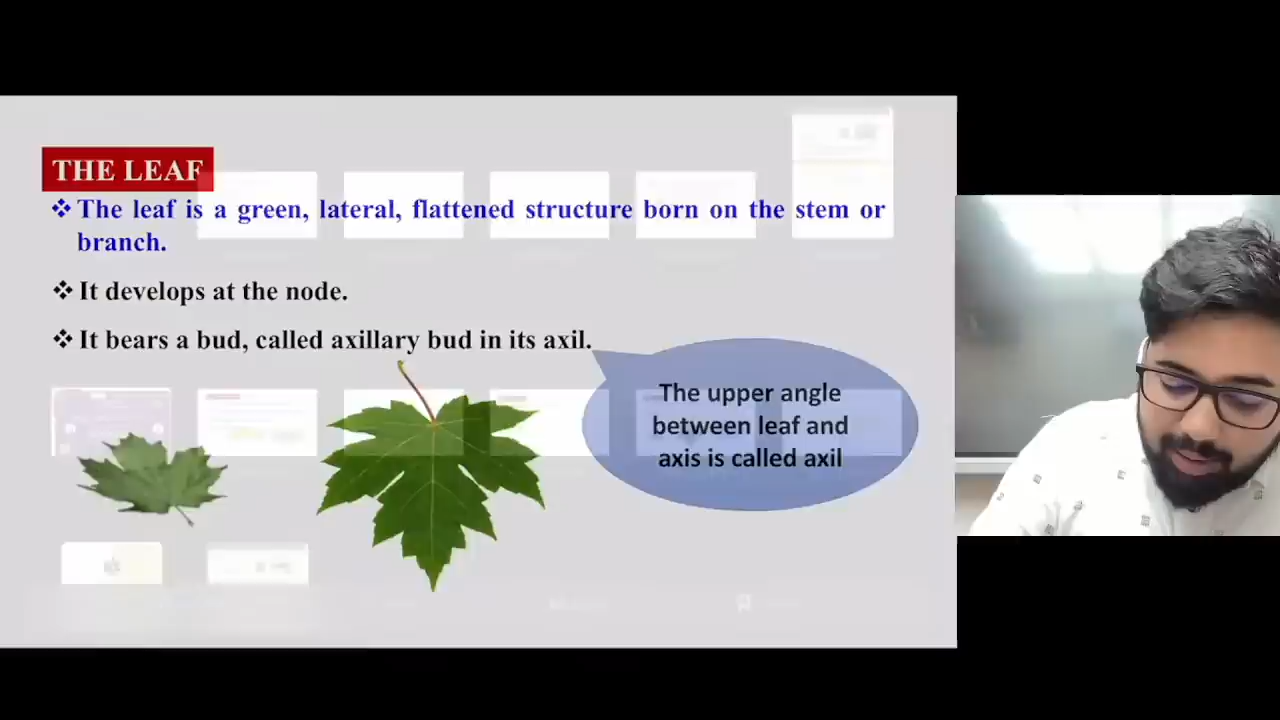 THE LEAF
❖ The leaf is a green, lateral, flattened structure born on the stem or
branch.
❖ It develops at the node.
❖ It bears a bud, called axillary bud in its axil.
The upper angle
between leaf and
axis is called axil